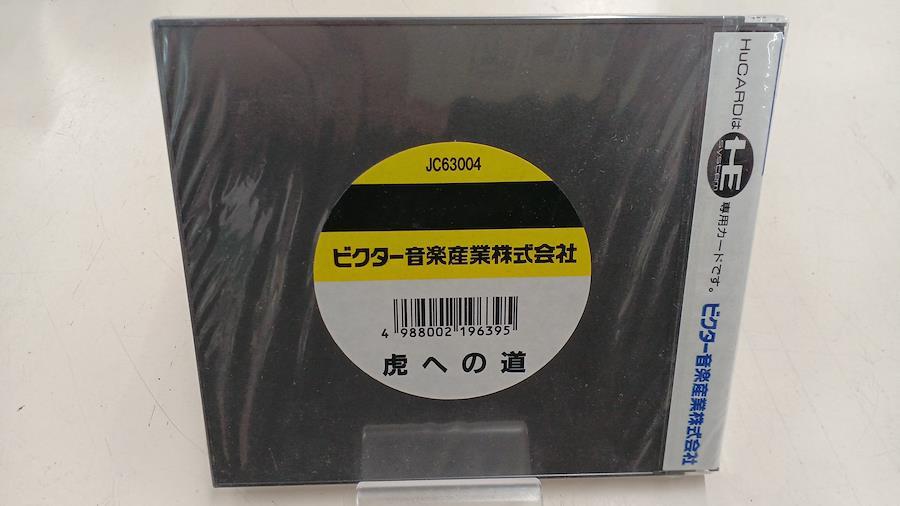 JC63004
ビクター音楽産業株式会社
4 988002 196395
虎への道
HuCARDは HE system 専用カードです。 ビクター音楽産業株式会社